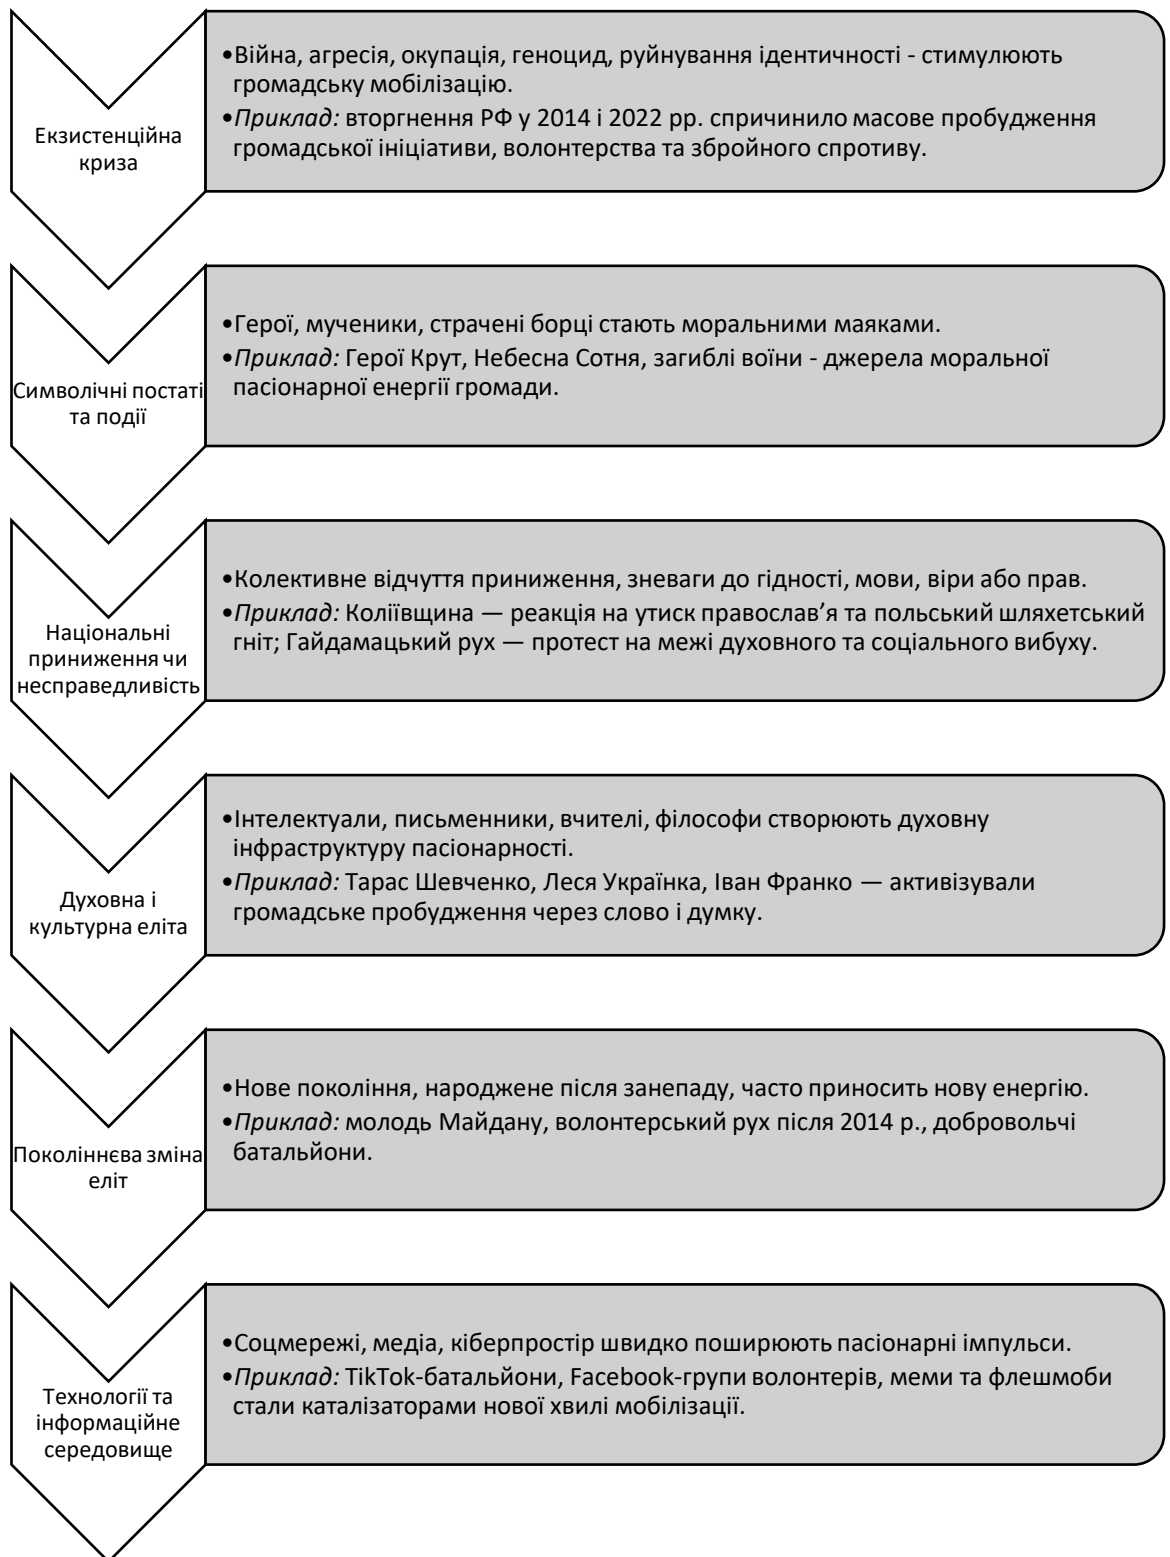 Екзистенційна
криза
•Війна, агресія, окупація, геноцид, руйнування ідентичності - стимулюють
громадську мобілізацію.
•Приклад: вторгнення РФ у 2014 і 2022 рр. спричинило масове пробудження
громадської ініціативи, волонтерства та збройного спротиву.
Символічні постаті
та події
•Герої, мученики, страчені борці стають моральними маяками.
•Приклад: Герої Крут, Небесна Сотня, загиблі воїни - джерела моральної
пасіонарної енергії громади.
Національні
приниження чи
несправедливість
•Колективне відчуття приниження, зневаги до гідності, мови, віри або прав.
•Приклад: Коліївщина — реакція на утиск православ’я та польський шляхетський
гніт; Гайдамацький рух — протест на межі духовного та соціального вибуху.
Духовна і
культурна еліта
•Інтелектуали, письменники, вчителі, філософи створюють духовну
інфраструктуру пасіонарності.
•Приклад: Тарас Шевченко, Леся Українка, Іван Франко — активізували
громадське пробудження через слово і думку.
Поколіннєва зміна
еліт
•Нове покоління, народжене після занепаду, часто приносить нову енергію.
•Приклад: молодь Майдану, волонтерський рух після 2014 р., добровольчі
батальйони.
Технології та
інформаційне
середовище
•Соцмережі, медіа, кіберпростір швидко поширюють пасіонарні імпульси.
•Приклад: TikTok-батальйони, Facebook-групи волонтерів, меми та флешмоби
стали каталізаторами нової хвилі мобілізації.